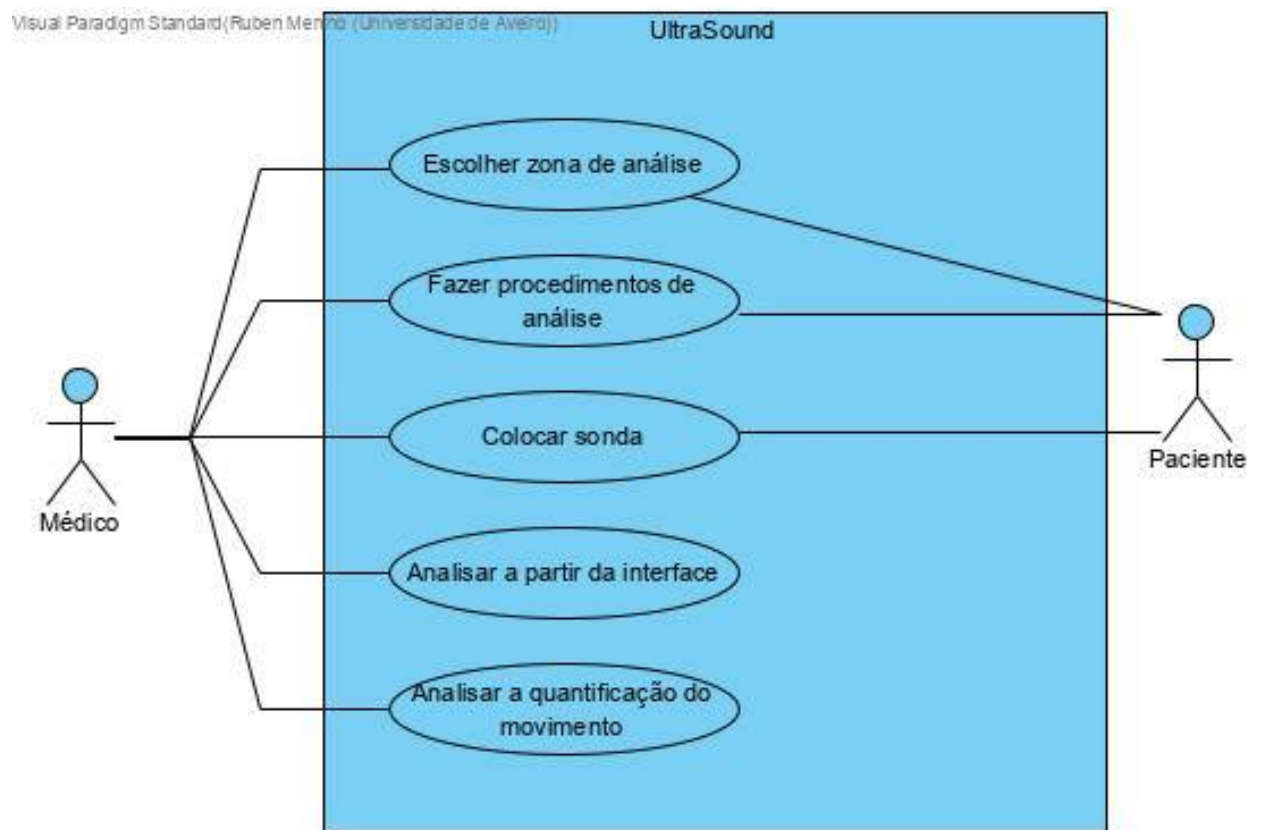 Visual Paradigm Standard(Ruben Menino (Universidade de Aveiro))
UltraSound
Escolher zona de análise
Fazer procedimentos de
análise
Colocar sonda
Analisar a partir da interface
Analisar a quantificação do
movimento
Médico
Paciente